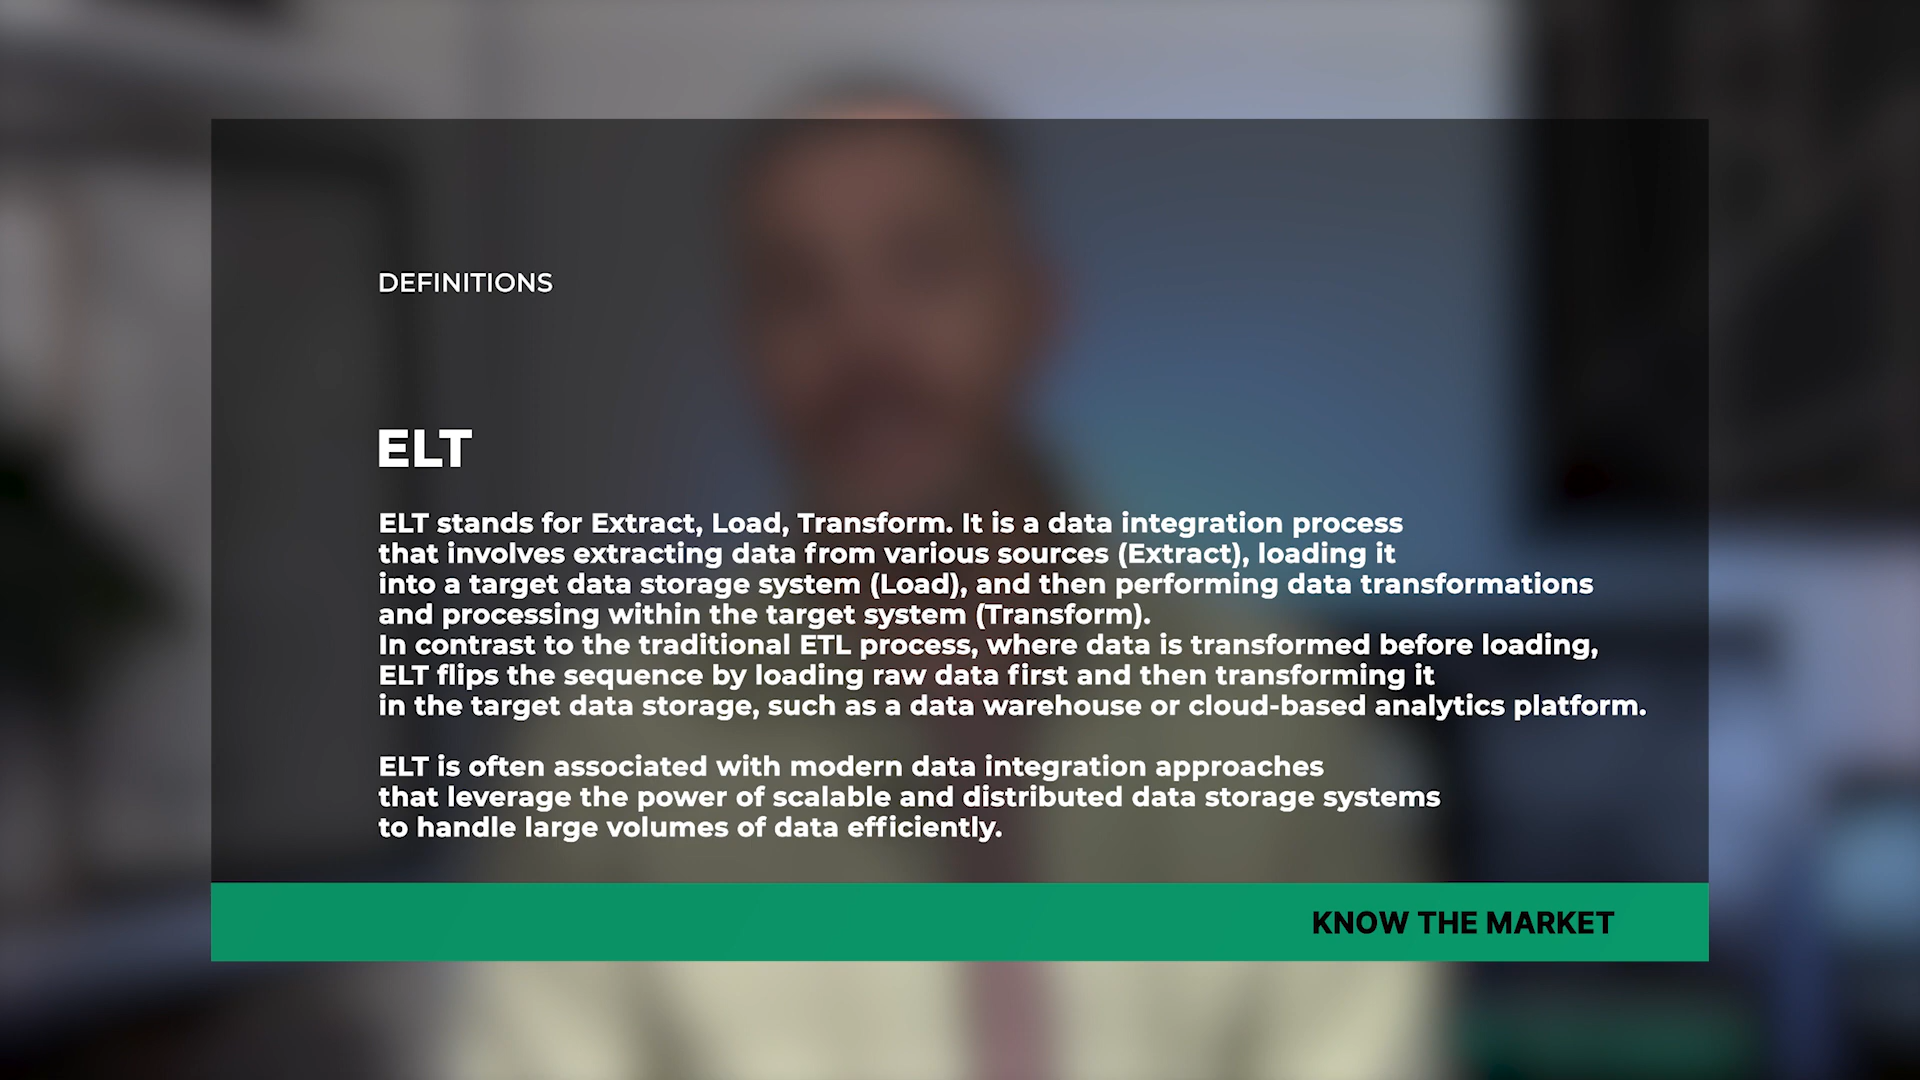 DEFINITIONS
ELT
ELT stands for Extract, Load, Transform. It is a data integration process
that involves extracting data from various sources (Extract), loading it
into a target data storage system (Load), and then performing data transformations
and processing within the target system (Transform).
In contrast to the traditional ETL process, where data is transformed before loading,
ELT flips the sequence by loading raw data first and then transforming it
in the target data storage, such as a data warehouse or cloud-based analytics platform.
ELT is often associated with modern data integration approaches
that leverage the power of scalable and distributed data storage systems
to handle large volumes of data efficiently.
KNOW THE MARKET